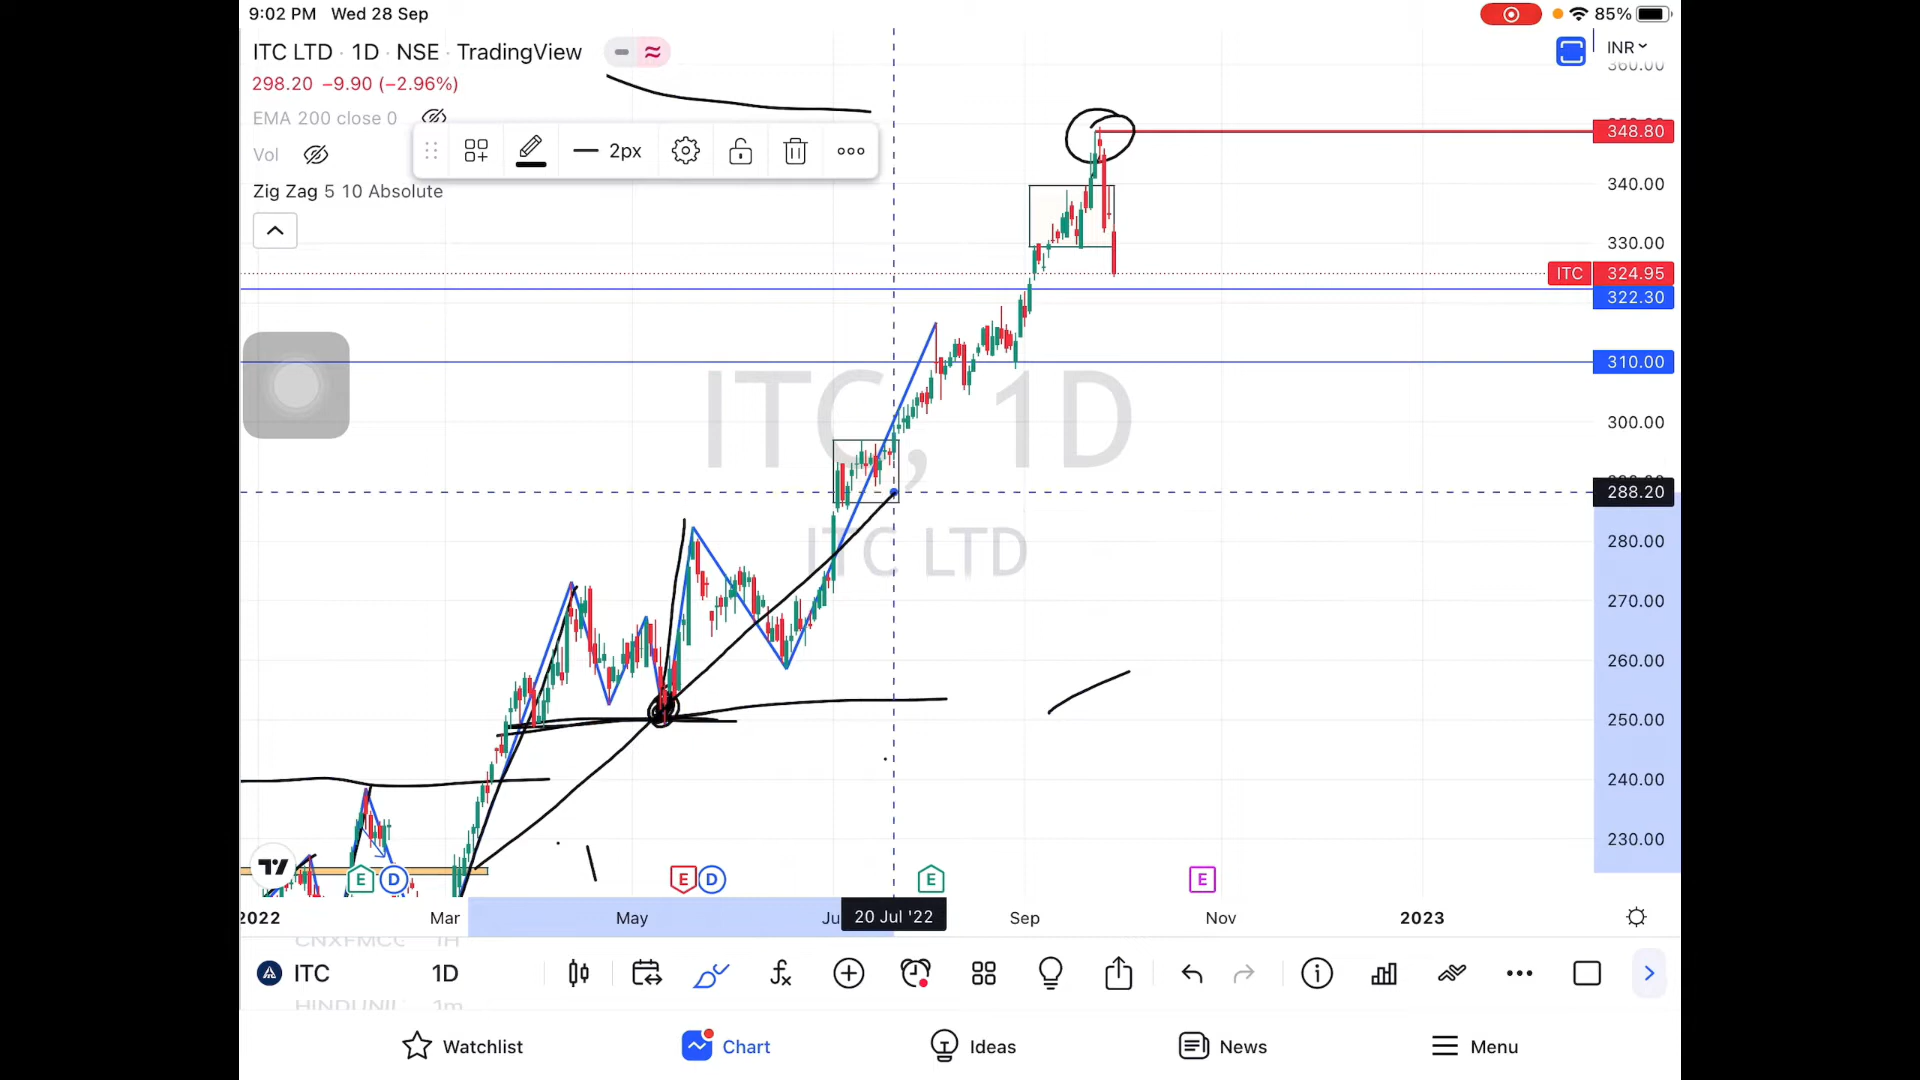 9:02 PM Wed 28 Sep
85%
ITC LTD · 1D · NSE TradingView
INR
298.20 −9.90 (−2.96%)
360.00
EMA 200 close 0
2px
Vol
348.80
Zig Zag 5 10 Absolute
340.00
330.00
ITC 324.95
322.30
310.00
ITC, 1D
300.00
288.20
ITC LTD
280.00
270.00
260.00
250.00
240.00
230.00
E D E D E E
2022 Mar May 20 Jul '22 Sep Nov 2023
ITC 1D
Watchlist Chart Ideas News Menu